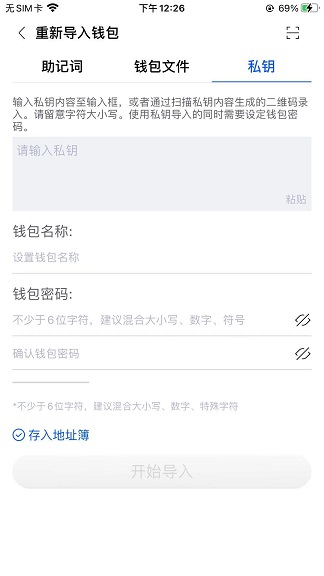 无SIM卡 下午12:26 69%
重新导入钱包
助记词 钱包文件 私钥
输入私钥内容至输入框，或者通过扫描私钥内容生成的二维码录
入。请留意字符大小写。使用私钥导入的同时需要设定钱包密
码。
请输入私钥
粘贴
钱包名称:
设置钱包名称
钱包密码:
不少于6位字符，建议混合大小写、数字、符号
确认钱包密码
*不少于6位字符，建议混合大小写、数字、特殊字符
存入地址簿
开始导入